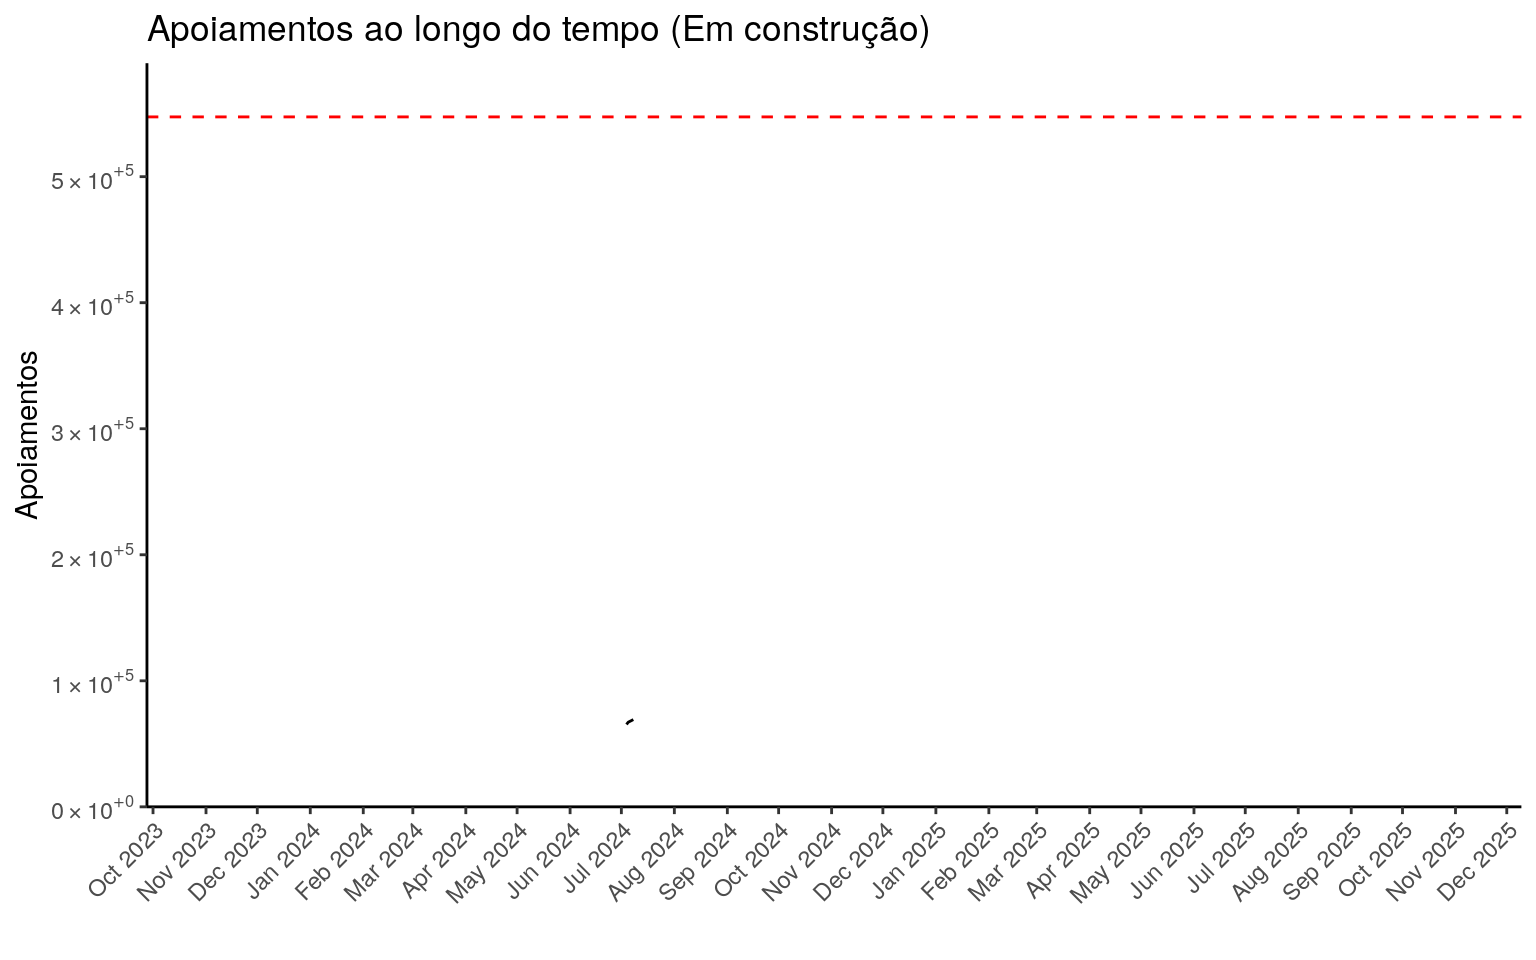 Apoiamentos ao longo do tempo (Em construção)
Apoiamentos
5 × 10⁺⁵
4 × 10⁺⁵
3 × 10⁺⁵
2 × 10⁺⁵
1 × 10⁺⁵
0 × 10⁺⁰
Oct 2023
Nov 2023
Dec 2023
Jan 2024
Feb 2024
Mar 2024
Apr 2024
May 2024
Jun 2024
Jul 2024
Aug 2024
Sep 2024
Oct 2024
Nov 2024
Dec 2024
Jan 2025
Feb 2025
Mar 2025
Apr 2025
May 2025
Jun 2025
Jul 2025
Aug 2025
Sep 2025
Oct 2025
Nov 2025
Dec 2025